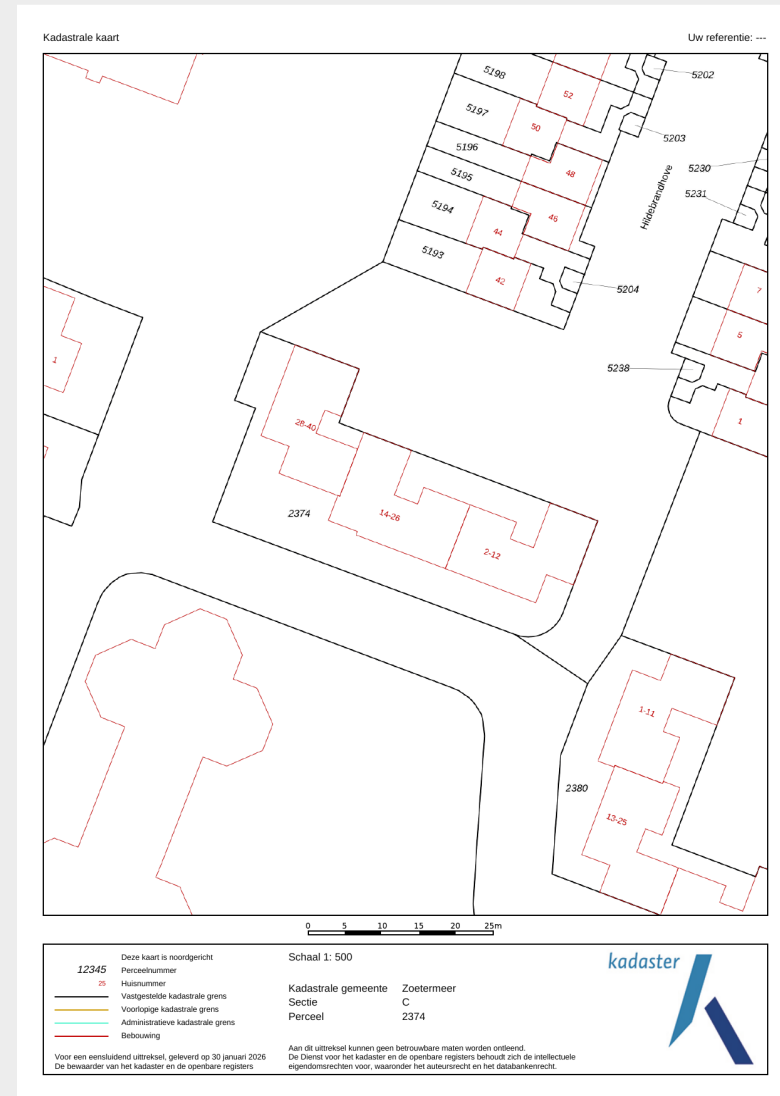 Kadastrale kaart
Uw referentie: ---
5198
52
5202
5197
50
5203
5196
48
5230
5195
Hildebrandhove
5231
5194
46
44
5193
42
5204
7
5
1
5238
1
28-40
2374
14-26
2-12
1-11
2380
13-25
0 5 10 15 20 25m
Deze kaart is noordgericht
12345 Perceelnummer
25 Huisnummer
Vastgestelde kadastrale grens
Voorlopige kadastrale grens
Administratieve kadastrale grens
Bebouwing
Voor een eensluidend uittreksel, geleverd op 30 januari 2026
De bewaarder van het kadaster en de openbare registers
Schaal 1: 500
Kadastrale gemeente Zoetermeer
Sectie C
Perceel 2374
Aan dit uittreksel kunnen geen betrouwbare maten worden ontleend.
De Dienst voor het kadaster en de openbare registers behoudt zich de intellectuele
eigendomsrechten voor, waaronder het auteursrecht en het databankenrecht.
kadaster